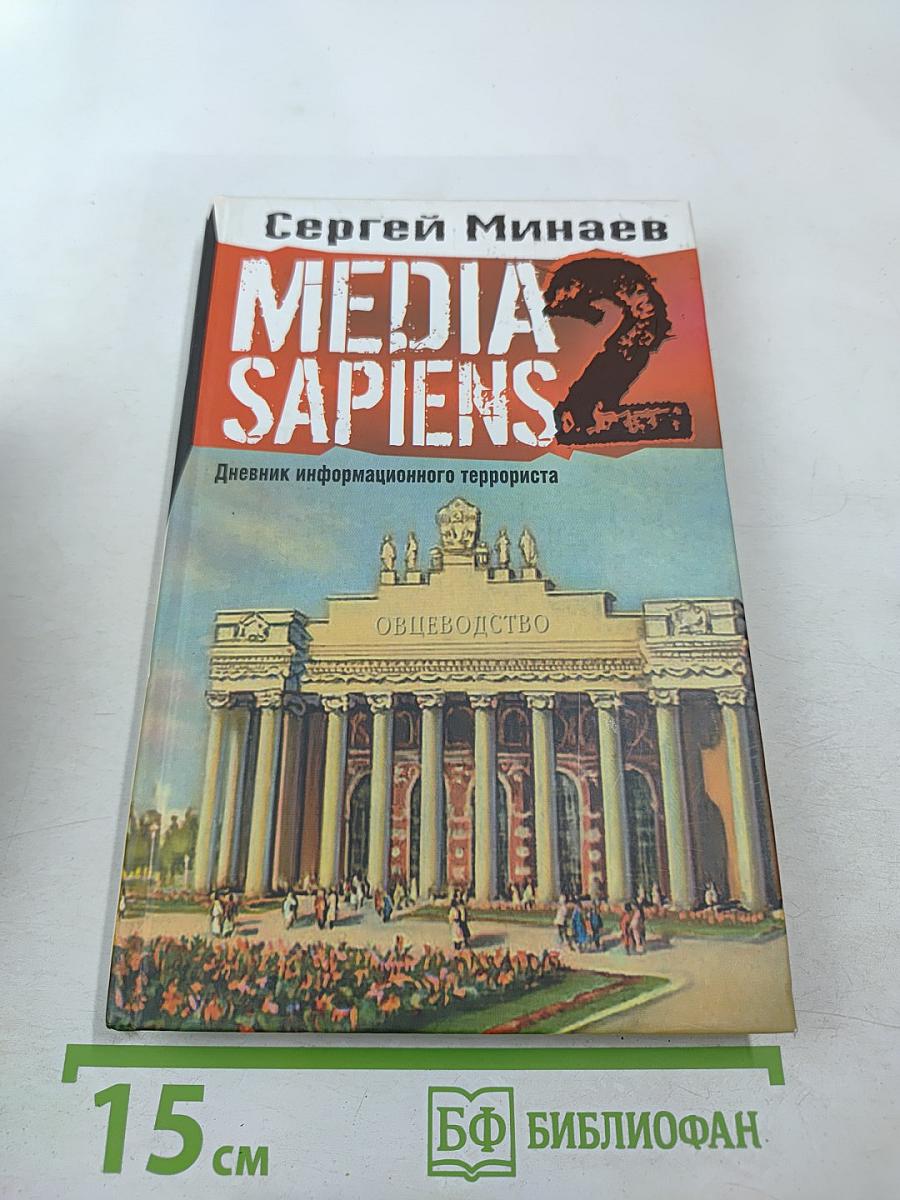 Сергей Минаев
MEDIA
SAPIENS 2
Дневник информационного террориста
ОВЦЕВОДСТВО
15 см
БФ БИБЛИОФАН